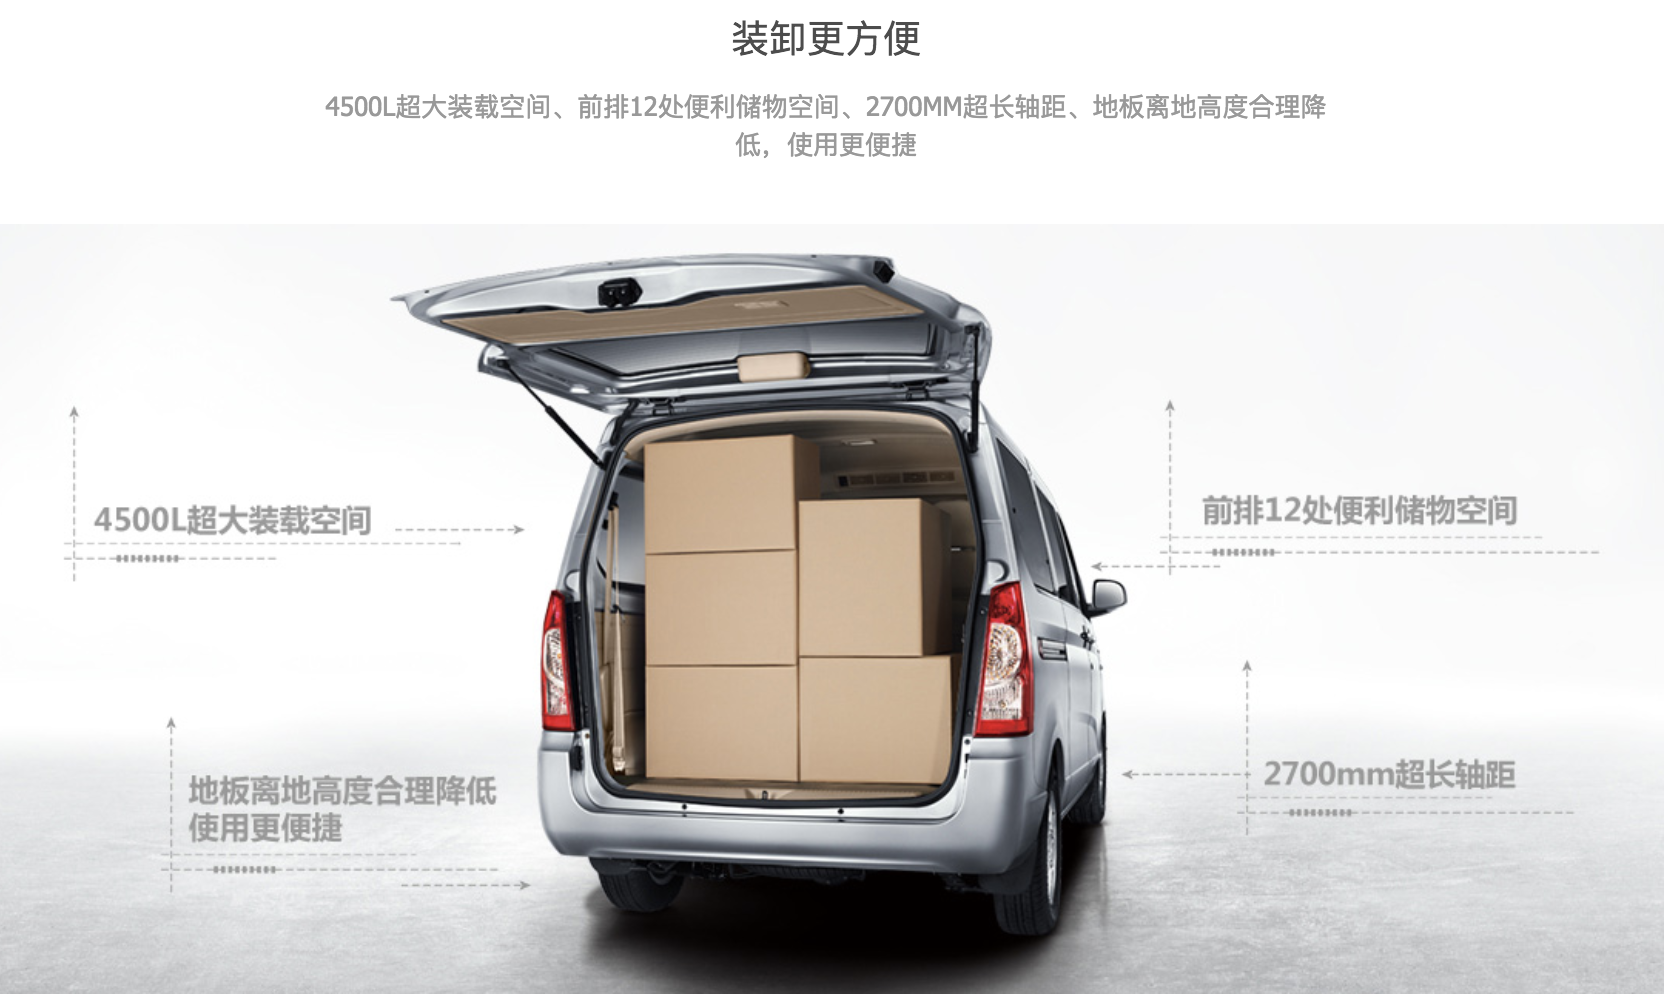 装卸更方便
4500L超大装载空间、前排12处便利储物空间、2700MM超长轴距、地板离地高度合理降
低，使用更便捷
4500L超大装载空间
前排12处便利储物空间
2700mm超长轴距
地板离地高度合理降低
使用更便捷